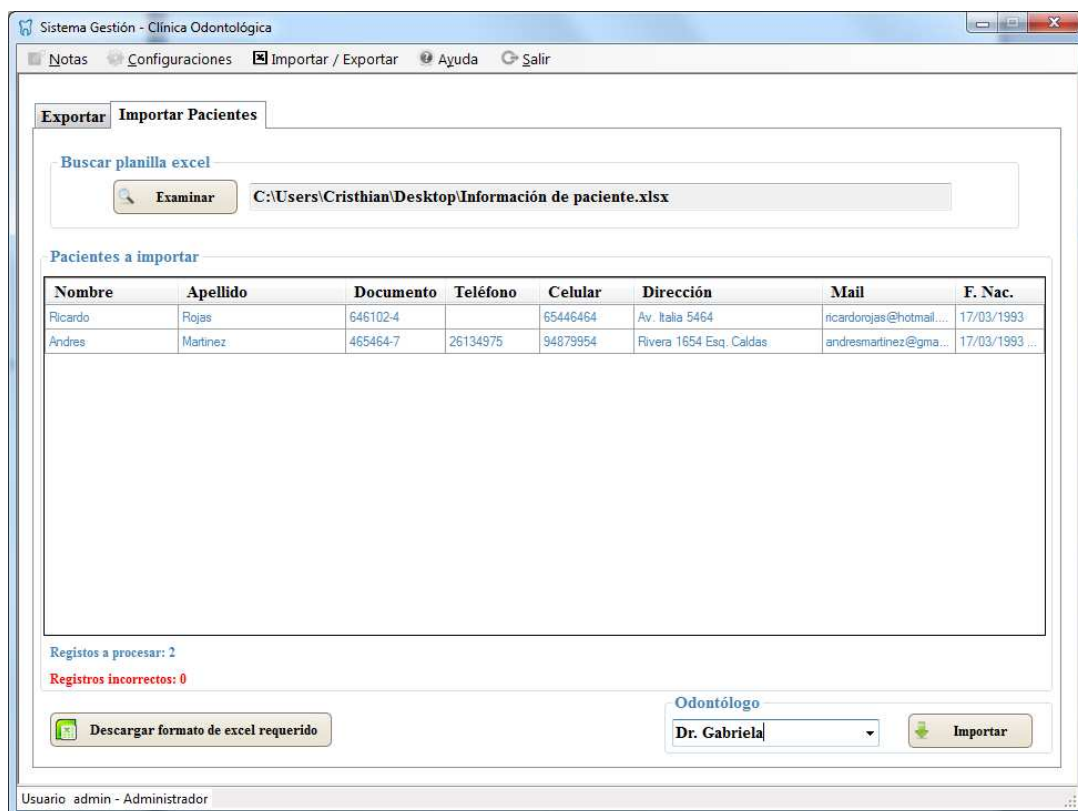 Sistema Gestión - Clínica Odontológica
Notas Configuraciones Importar / Exportar Ayuda Salir
Exportar Importar Pacientes
Buscar planilla excel
Examinar C:\Users\Cristhian\Desktop\Información de paciente.xlsx
Pacientes a importar
Nombre Apellido Documento Teléfono Celular Dirección Mail F. Nac.
Ricardo Rojas 646102-4 65446464 Av. Italia 5464 ricardorojas@hotmail.... 17/03/1993
Andres Martinez 465464-7 26134975 94879954 Rivera 1654 Esq. Caldas andresmartinez@gma... 17/03/1993 ...
Registos a procesar: 2
Registros incorrectos: 0
Odontólogo
Descargar formato de excel requerido Dr. Gabriela Importar
Usuario admin - Administrador